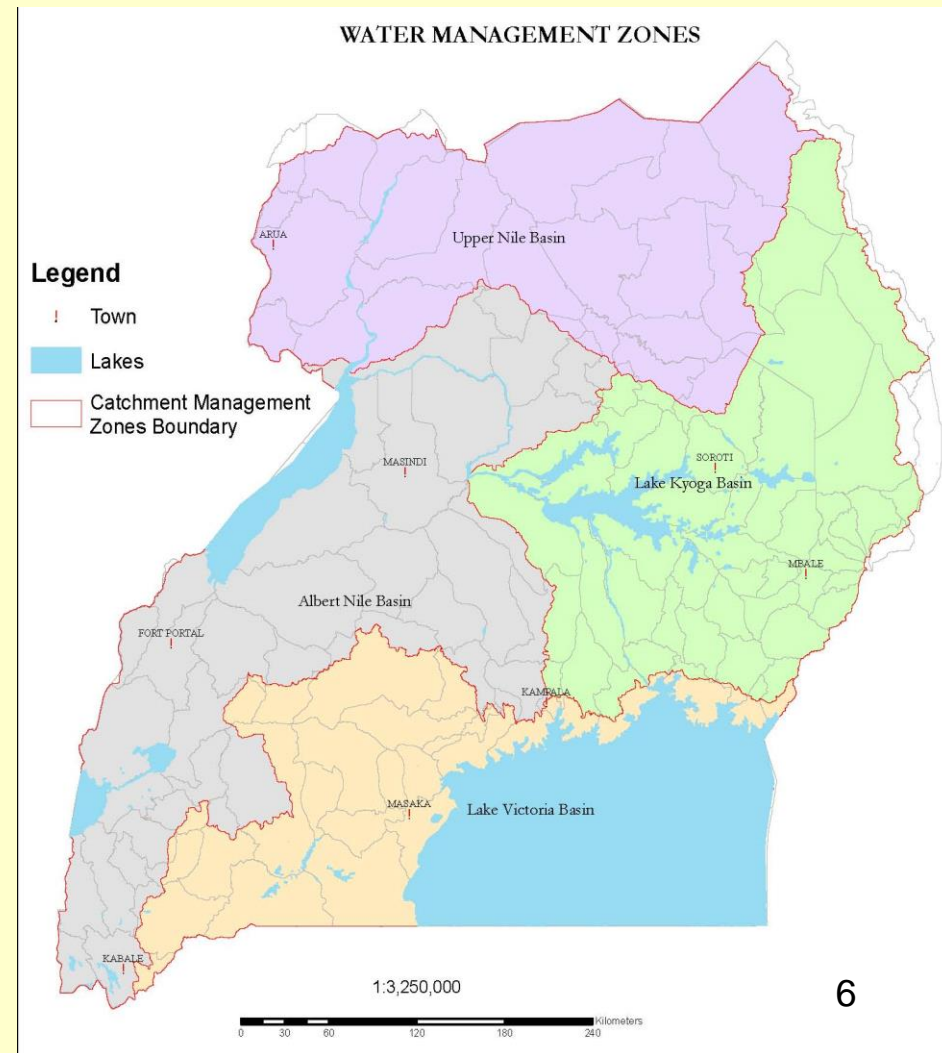 WATER MANAGEMENT ZONES
ARUA
Upper Nile Basin
Legend
! Town
Lakes
Catchment Management
Zones Boundary
MASINDI
SOROTI
Lake Kyoga Basin
MBALE
Albert Nile Basin
FORT PORTAL
KAMPALA
MASAKA
Lake Victoria Basin
KABALE
1:3,250,000
Kilometers
0 30 60 120 180 240
6